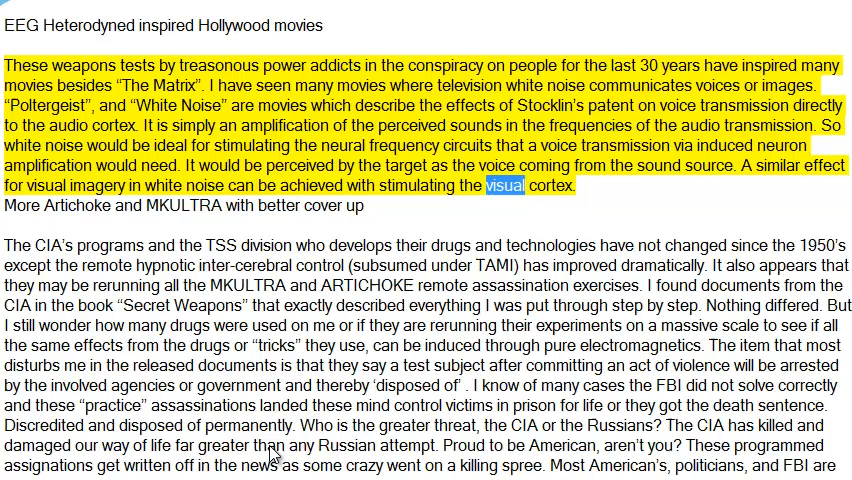 EEG Heterodyned inspired Hollywood movies
These weapons tests by treasonous power addicts in the conspiracy on people for the last 30 years have inspired many
movies besides “The Matrix”. I have seen many movies where television white noise communicates voices or images.
“Poltergeist”, and “White Noise” are movies which describe the effects of Stocklin’s patent on voice transmission directly
to the audio cortex. It is simply an amplification of the perceived sounds in the frequencies of the audio transmission. So
white noise would be ideal for stimulating the neural frequency circuits that a voice transmission via induced neuron
amplification would need. It would be perceived by the target as the voice coming from the sound source. A similar effect
for visual imagery in white noise can be achieved with stimulating the visual cortex.
More Artichoke and MKULTRA with better cover up
The CIA’s programs and the TSS division who develops their drugs and technologies have not changed since the 1950’s
except the remote hypnotic inter-cerebral control (subsumed under TAMI) has improved dramatically. It also appears that
they may be rerunning all the MKULTRA and ARTICHOKE remote assassination exercises. I found documents from the
CIA in the book “Secret Weapons” that exactly described everything I was put through step by step. Nothing differed. But
I still wonder how many drugs were used on me or if they are rerunning their experiments on a massive scale to see if all
the same effects from the drugs or “tricks” they use, can be induced through pure electromagnetics. The item that most
disturbs me in the released documents is that they say a test subject after committing an act of violence will be arrested
by the involved agencies or government and thereby ‘disposed of’ . I know of many cases the FBI did not solve correctly
and these “practice” assassinations landed these mind control victims in prison for life or they got the death sentence.
Discredited and disposed of permanently. Who is the greater threat, the CIA or the Russians? The CIA has killed and
damaged our way of life far greater than any Russian attempt. Proud to be American, aren’t you? These programmed
assignations get written off in the news as some crazy went on a killing spree. Most American’s, politicians, and FBI are